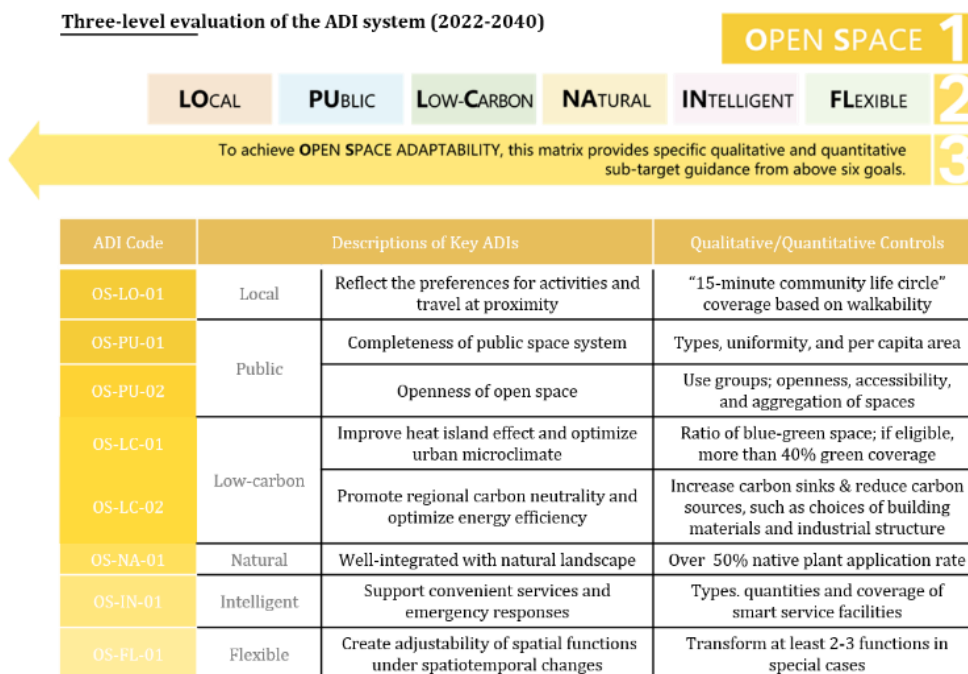 Three-level evaluation of the ADI system (2022-2040)
OPEN SPACE 1
LOCAL PUBLIC LOW-CARBON NATURAL INTELLIGENT FLEXIBLE 2
To achieve OPEN SPACE ADAPTABILITY, this matrix provides specific qualitative and quantitative
sub-target guidance from above six goals.
3
ADI Code Descriptions of Key ADIs Qualitative/Quantitative Controls
OS-LO-01 Local Reflect the preferences for activities and
travel at proximity
“15-minute community life circle”
coverage based on walkability
OS-PU-01 Public Completeness of public space system Types, uniformity, and per capita area
OS-PU-02 Openness of open space Use groups; openness, accessibility,
and aggregation of spaces
OS-LC-01 Low-carbon Improve heat island effect and optimize
urban microclimate
Ratio of blue-green space; if eligible,
more than 40% green coverage
OS-LC-02 Promote regional carbon neutrality and
optimize energy efficiency
Increase carbon sinks & reduce carbon
sources, such as choices of building
materials and industrial structure
OS-NA-01 Natural Well-integrated with natural landscape Over 50% native plant application rate
OS-IN-01 Intelligent Support convenient services and
emergency responses
Types. quantities and coverage of
smart service facilities
OS-FL-01 Flexible Create adjustability of spatial functions
under spatiotemporal changes
Transform at least 2-3 functions in
special cases